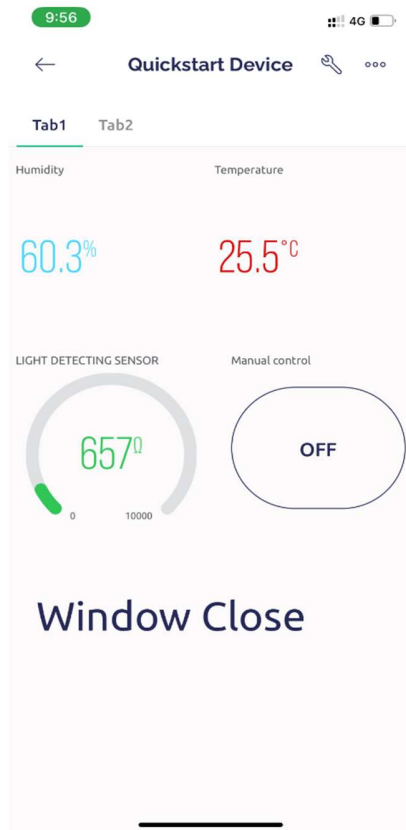 9:56
4G
Quickstart Device
Tab1 Tab2
Humidity Temperature
60.3% 25.5°C
LIGHT DETECTING SENSOR Manual control
657Ω OFF
0 10000
Window Close